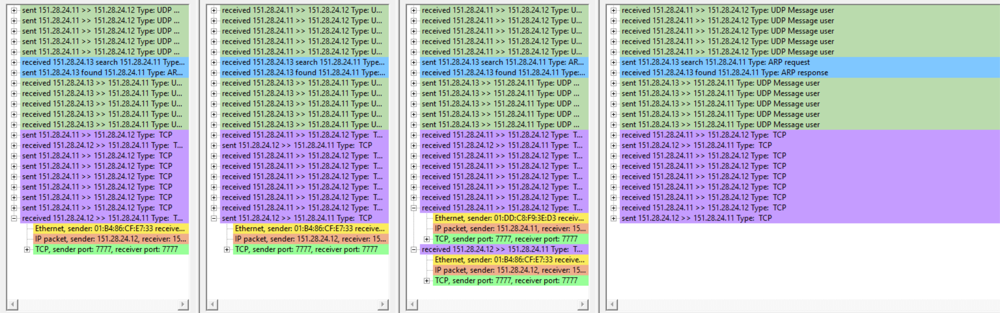 sent 151.28.24.11 >> 151.28.24.12 Type: UDP ...
sent 151.28.24.11 >> 151.28.24.12 Type: UDP ...
sent 151.28.24.11 >> 151.28.24.12 Type: UDP ...
sent 151.28.24.11 >> 151.28.24.12 Type: UDP ...
sent 151.28.24.11 >> 151.28.24.12 Type: UDP ...
received 151.28.24.13 search 151.28.24.11 Type...
sent 151.28.24.13 found 151.28.24.11 Type: AR...
received 151.28.24.13 >> 151.28.24.11 Type: U...
received 151.28.24.13 >> 151.28.24.11 Type: U...
received 151.28.24.13 >> 151.28.24.11 Type: U...
received 151.28.24.13 >> 151.28.24.11 Type: U...
received 151.28.24.13 >> 151.28.24.11 Type: U...
sent 151.28.24.11 >> 151.28.24.12 Type: TCP
received 151.28.24.12 >> 151.28.24.11 Type: T...
sent 151.28.24.11 >> 151.28.24.12 Type: TCP
sent 151.28.24.11 >> 151.28.24.12 Type: TCP
sent 151.28.24.11 >> 151.28.24.12 Type: TCP
sent 151.28.24.11 >> 151.28.24.12 Type: TCP
sent 151.28.24.11 >> 151.28.24.12 Type: TCP
sent 151.28.24.11 >> 151.28.24.12 Type: TCP
received 151.28.24.12 >> 151.28.24.11 Type: T...
Ethernet, sender: 01:B4:86:CF:E7:33 receive...
IP packet, sender: 151.28.24.12, receiver: 15...
TCP, sender port: 7777, receiver port: 7777
received 151.28.24.11 >> 151.28.24.12 Type: U...
received 151.28.24.11 >> 151.28.24.12 Type: U...
received 151.28.24.11 >> 151.28.24.12 Type: U...
received 151.28.24.11 >> 151.28.24.12 Type: U...
received 151.28.24.11 >> 151.28.24.12 Type: U...
received 151.28.24.13 search 151.28.24.11 Type...
received 151.28.24.13 found 151.28.24.11 Type:...
received 151.28.24.13 >> 151.28.24.11 Type: U...
received 151.28.24.13 >> 151.28.24.11 Type: U...
received 151.28.24.13 >> 151.28.24.11 Type: U...
received 151.28.24.13 >> 151.28.24.11 Type: U...
received 151.28.24.13 >> 151.28.24.11 Type: U...
received 151.28.24.11 >> 151.28.24.12 Type: T...
sent 151.28.24.12 >> 151.28.24.11 Type: TCP
received 151.28.24.11 >> 151.28.24.12 Type: T...
received 151.28.24.11 >> 151.28.24.12 Type: T...
received 151.28.24.11 >> 151.28.24.12 Type: T...
received 151.28.24.11 >> 151.28.24.12 Type: T...
received 151.28.24.11 >> 151.28.24.12 Type: T...
received 151.28.24.11 >> 151.28.24.12 Type: T...
sent 151.28.24.12 >> 151.28.24.11 Type: TCP
Ethernet, sender: 01:B4:86:CF:E7:33 receive...
IP packet, sender: 151.28.24.12, receiver: 15...
TCP, sender port: 7777, receiver port: 7777
received 151.28.24.11 >> 151.28.24.12 Type: U...
received 151.28.24.11 >> 151.28.24.12 Type: U...
received 151.28.24.11 >> 151.28.24.12 Type: U...
received 151.28.24.11 >> 151.28.24.12 Type: U...
received 151.28.24.11 >> 151.28.24.12 Type: U...
sent 151.28.24.13 search 151.28.24.11 Type: AR...
received 151.28.24.13 found 151.28.24.11 Type:...
sent 151.28.24.13 >> 151.28.24.11 Type: UDP ...
sent 151.28.24.13 >> 151.28.24.11 Type: UDP ...
sent 151.28.24.13 >> 151.28.24.11 Type: UDP ...
sent 151.28.24.13 >> 151.28.24.11 Type: UDP ...
sent 151.28.24.13 >> 151.28.24.11 Type: UDP ...
received 151.28.24.11 >> 151.28.24.12 Type: T...
received 151.28.24.12 >> 151.28.24.11 Type: T...
received 151.28.24.11 >> 151.28.24.12 Type: T...
received 151.28.24.11 >> 151.28.24.12 Type: T...
received 151.28.24.11 >> 151.28.24.12 Type: T...
received 151.28.24.11 >> 151.28.24.12 Type: T...
received 151.28.24.11 >> 151.28.24.12 Type: T...
received 151.28.24.11 >> 151.28.24.12 Type: T...
Ethernet, sender: 01:DD:C8:F9:3E:D3 receiv...
IP packet, sender: 151.28.24.11, receiver: 15...
TCP, sender port: 7777, receiver port: 7777
received 151.28.24.12 >> 151.28.24.11 Type: T...
Ethernet, sender: 01:B4:86:CF:E7:33 receive...
IP packet, sender: 151.28.24.12, receiver: 15...
TCP, sender port: 7777, receiver port: 7777
received 151.28.24.11 >> 151.28.24.12 Type: UDP Message user
received 151.28.24.11 >> 151.28.24.12 Type: UDP Message user
received 151.28.24.11 >> 151.28.24.12 Type: UDP Message user
received 151.28.24.11 >> 151.28.24.12 Type: UDP Message user
received 151.28.24.11 >> 151.28.24.12 Type: UDP Message user
sent 151.28.24.13 search 151.28.24.11 Type: ARP request
received 151.28.24.13 found 151.28.24.11 Type: ARP response
sent 151.28.24.13 >> 151.28.24.11 Type: UDP Message user
sent 151.28.24.13 >> 151.28.24.11 Type: UDP Message user
sent 151.28.24.13 >> 151.28.24.11 Type: UDP Message user
sent 151.28.24.13 >> 151.28.24.11 Type: UDP Message user
sent 151.28.24.13 >> 151.28.24.11 Type: UDP Message user
received 151.28.24.11 >> 151.28.24.12 Type: TCP
sent 151.28.24.12 >> 151.28.24.11 Type: TCP
received 151.28.24.11 >> 151.28.24.12 Type: TCP
received 151.28.24.11 >> 151.28.24.12 Type: TCP
received 151.28.24.11 >> 151.28.24.12 Type: TCP
received 151.28.24.11 >> 151.28.24.12 Type: TCP
received 151.28.24.11 >> 151.28.24.12 Type: TCP
received 151.28.24.11 >> 151.28.24.12 Type: TCP
sent 151.28.24.12 >> 151.28.24.11 Type: TCP